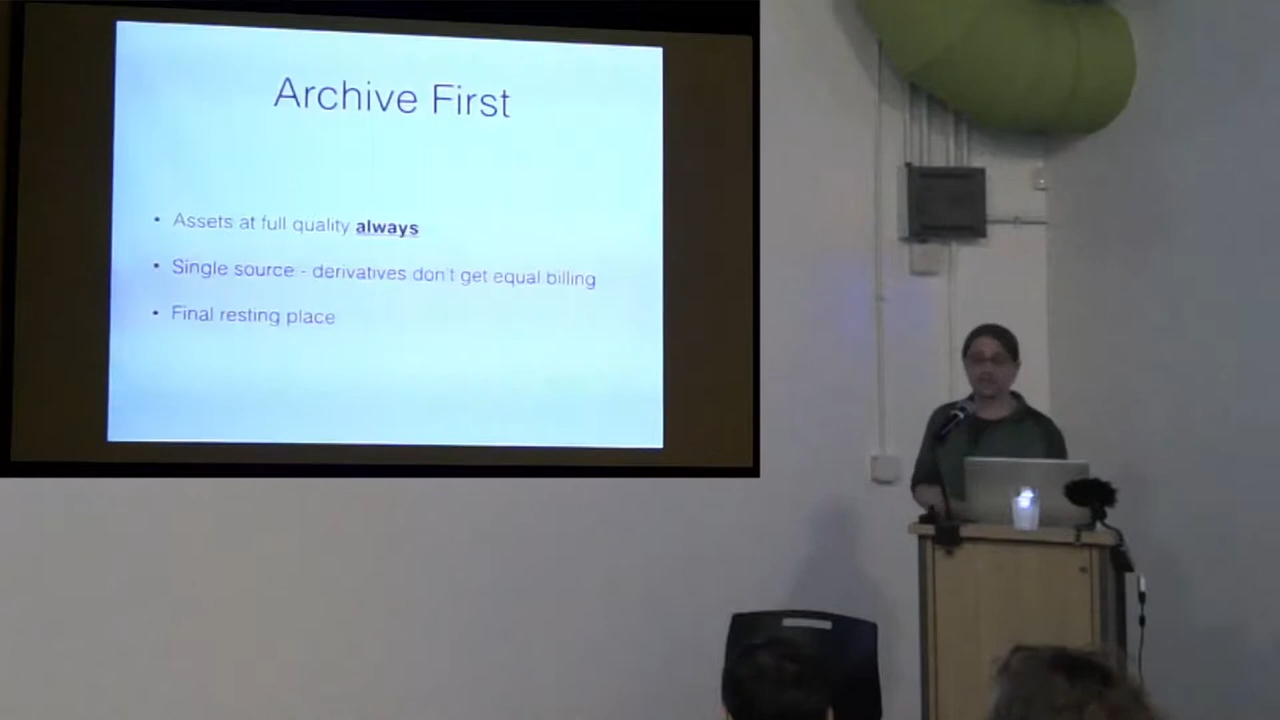 Archive First
• Assets at full quality always
• Single source - derivatives don't get equal billing
• Final resting place